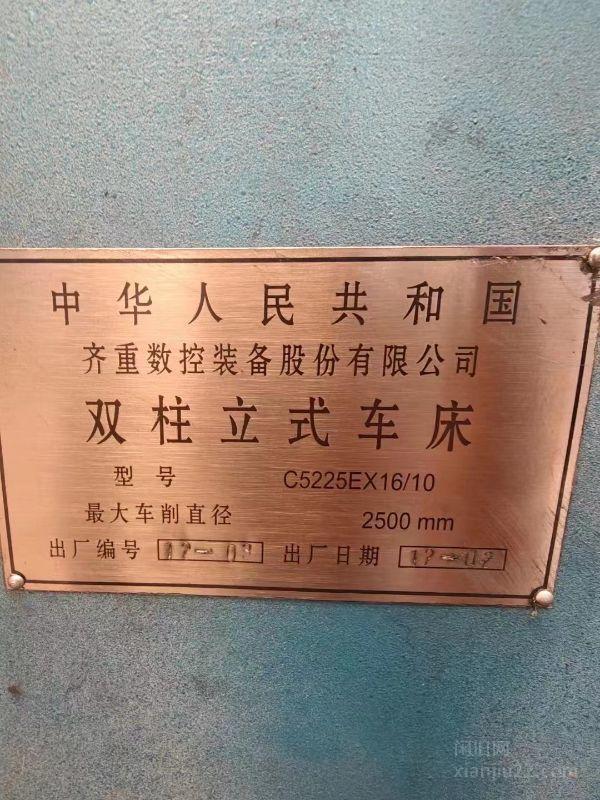 中华人民共和国
齐重数控装备股份有限公司
双柱立式车床
型号 C5225EX16/10
最大车削直径 2500 mm
出厂编号 出厂日期
闲旧网
xianjiu22.com